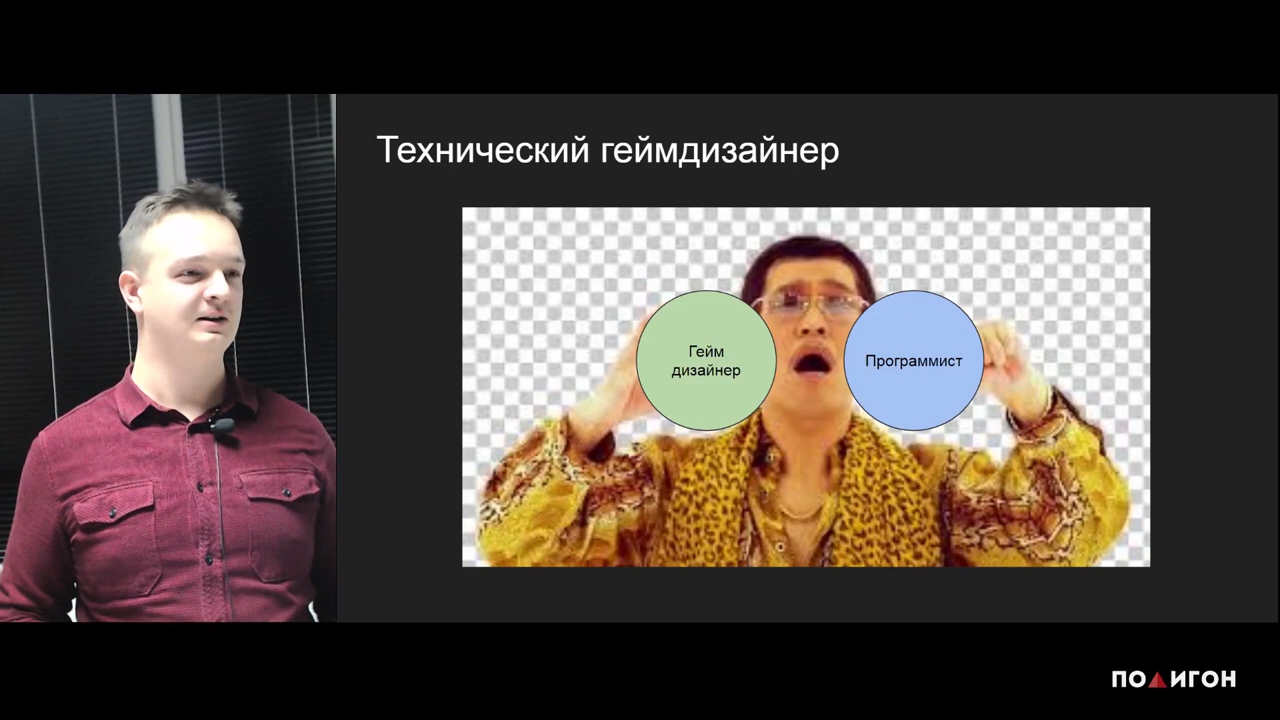 Технический геймдизайнер
Гейм
дизайнер
Программист
ПОЛИГОН